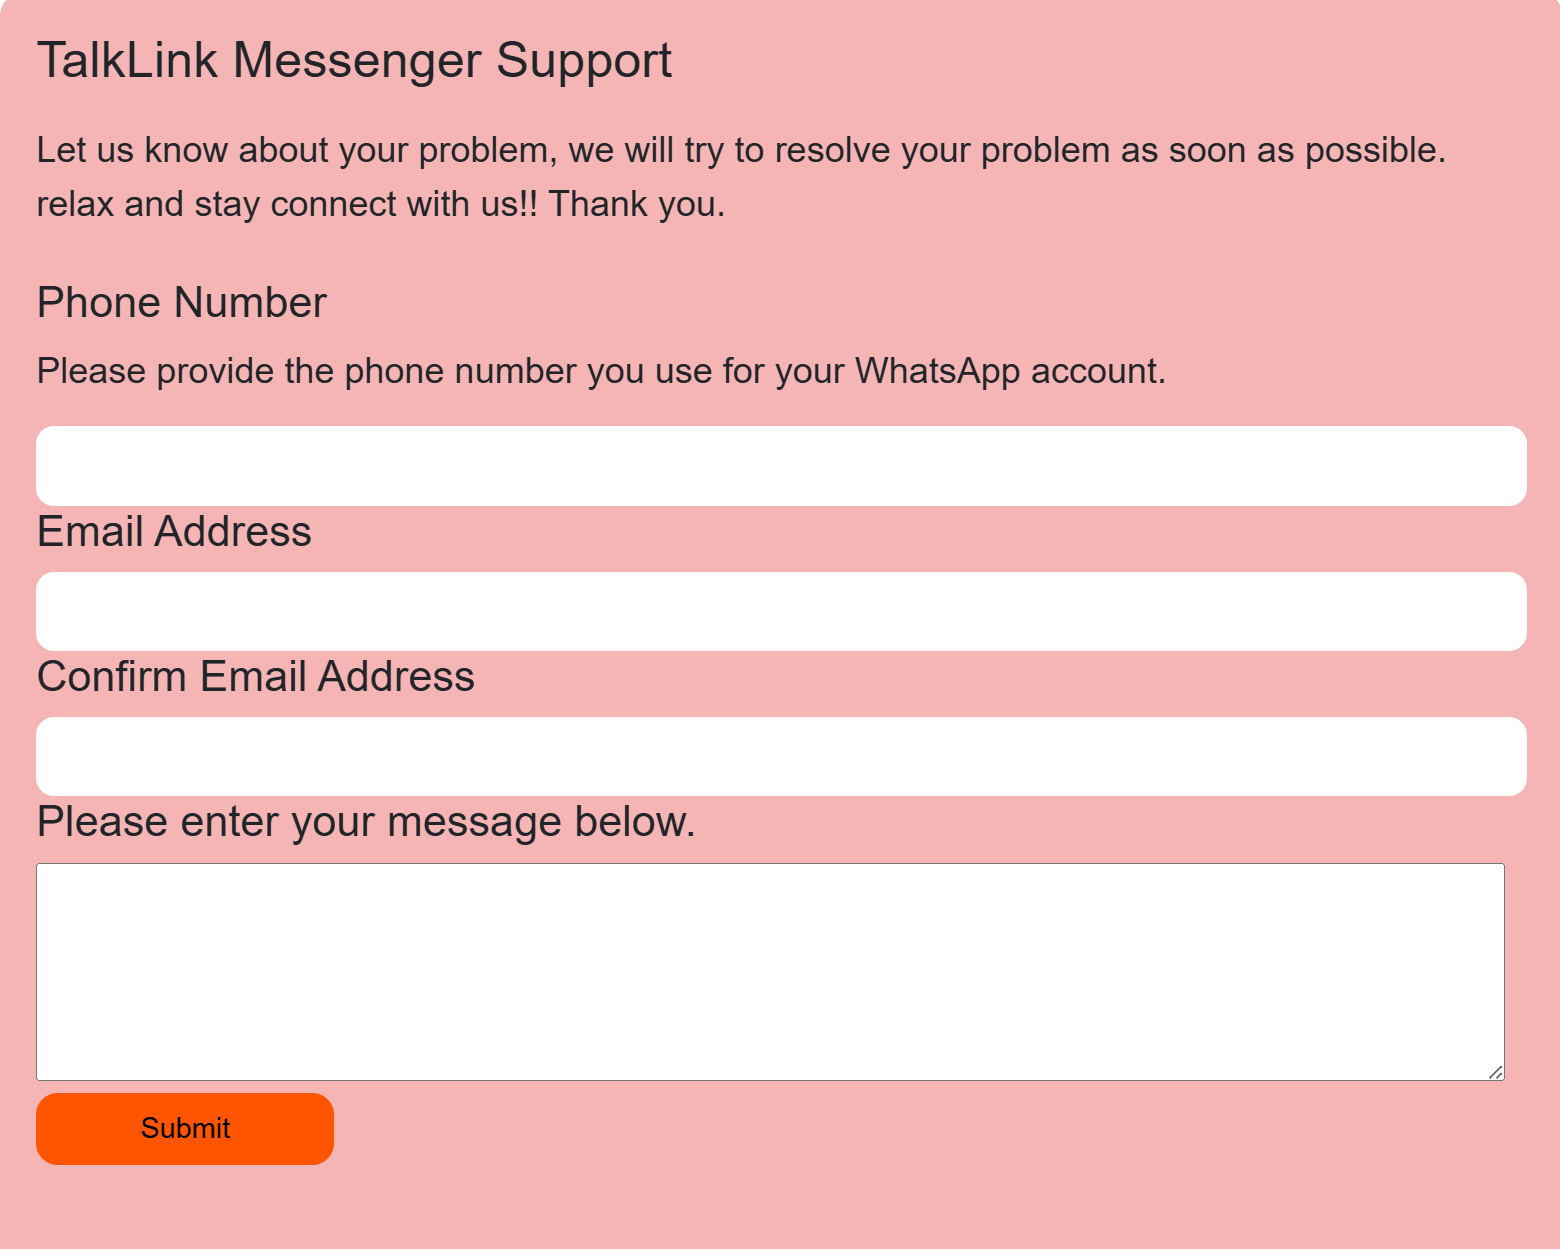 TalkLink Messenger Support
Let us know about your problem, we will try to resolve your problem as soon as possible.
relax and stay connect with us!! Thank you.
Phone Number
Please provide the phone number you use for your WhatsApp account.
Email Address
Confirm Email Address
Please enter your message below.
Submit